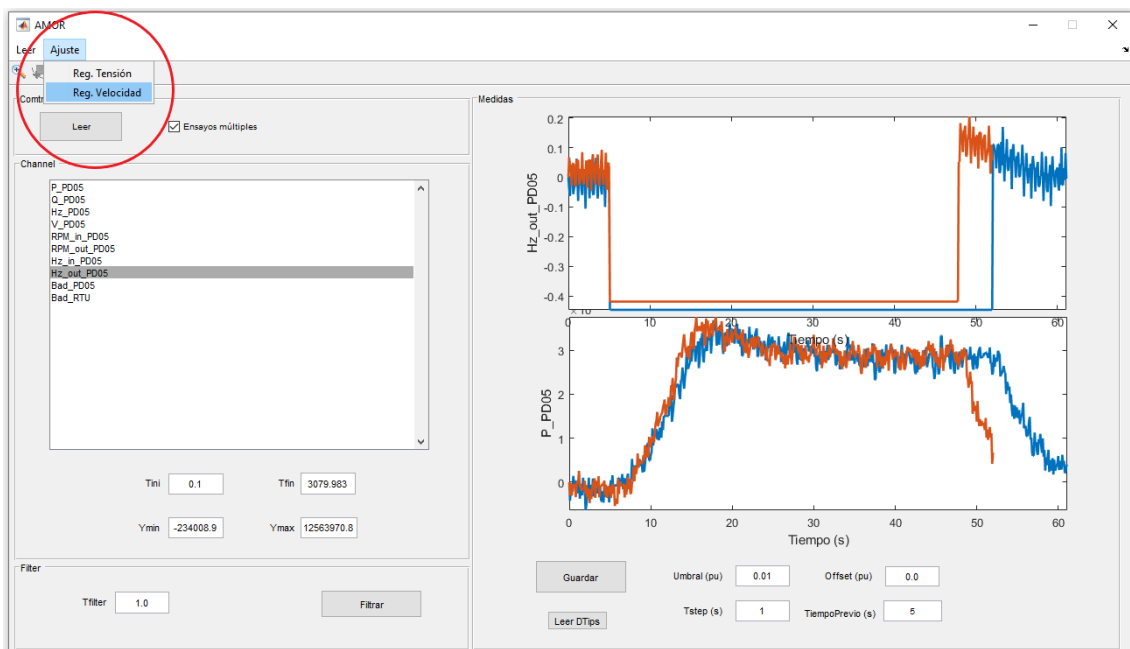 AMOR
Leer Ajuste
Reg. Tensión
Reg. Velocidad
Leer
Ensayos múltiples
Channel
P_PD05
Q_PD05
Hz_PD05
V_PD05
RPM_in_PD05
RPM_out_PD05
Hz_in_PD05
Hz_out_PD05
Bad_PD05
Bad_RTU
Tini 0.1 Tfin 3079.983
Ymin -234008.9 Ymax 12563970.8
Filter
Tfilter 1.0 Filtrar
Medidas
Hz_out_PD05
0.2
0.1
0
-0.1
-0.2
-0.3
-0.4
0 10 20 30 40 50 60
Tiempo (s)
P_PD05
3
2
1
0
0 10 20 30 40 50 60
Tiempo (s)
Guardar Umbral (pu) 0.01 Offset (pu) 0.0
Leer DTips Tstep (s) 1 TiempoPrevio (s) 5